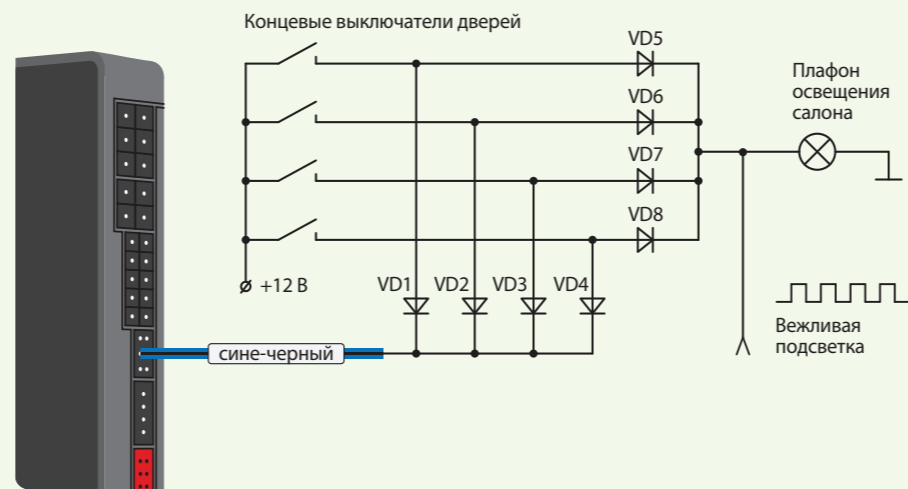 Концевые выключатели дверей
VD5
VD6
VD7
VD8
Плафон
освещения
салона
+12 В
VD1
VD2
VD3
VD4
сине-черный
Вежливая
подсветка